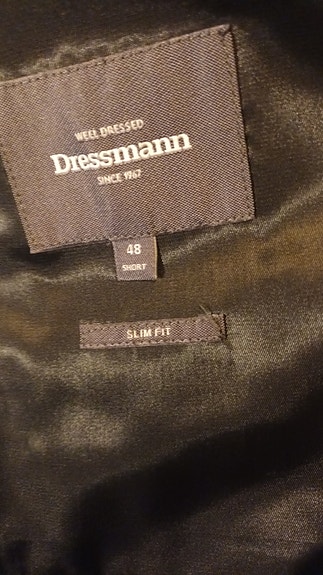 WELL DRESSED
Dressmann
SINCE 1967
48
SHORT
SLIM FIT